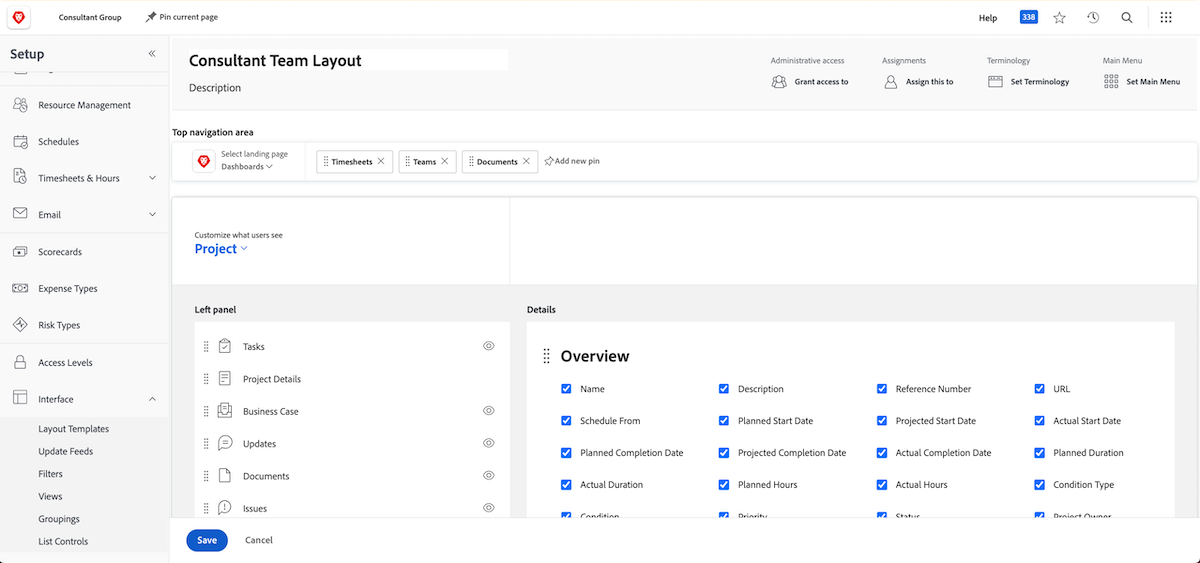 Consultant Group
Pin current page
Help
338
Setup
Resource Management
Schedules
Timesheets & Hours
Email
Scorecards
Expense Types
Risk Types
Access Levels
Interface
Layout Templates
Update Feeds
Filters
Views
Groupings
List Controls
Consultant Team Layout
Description
Administrative access
Grant access to
Assignments
Assign this to
Terminology
Set Terminology
Main Menu
Set Main Menu
Top navigation area
Select landing page
Dashboards
Timesheets
Teams
Documents
Add new pin
Customize what users see
Project
Left panel
Tasks
Project Details
Business Case
Updates
Documents
Issues
Details
Overview
Name
Description
Reference Number
URL
Schedule From
Planned Start Date
Projected Start Date
Actual Start Date
Planned Completion Date
Projected Completion Date
Actual Completion Date
Planned Duration
Actual Duration
Planned Hours
Actual Hours
Condition Type
Condition
Priority
Status
Project Owner
Save
Cancel